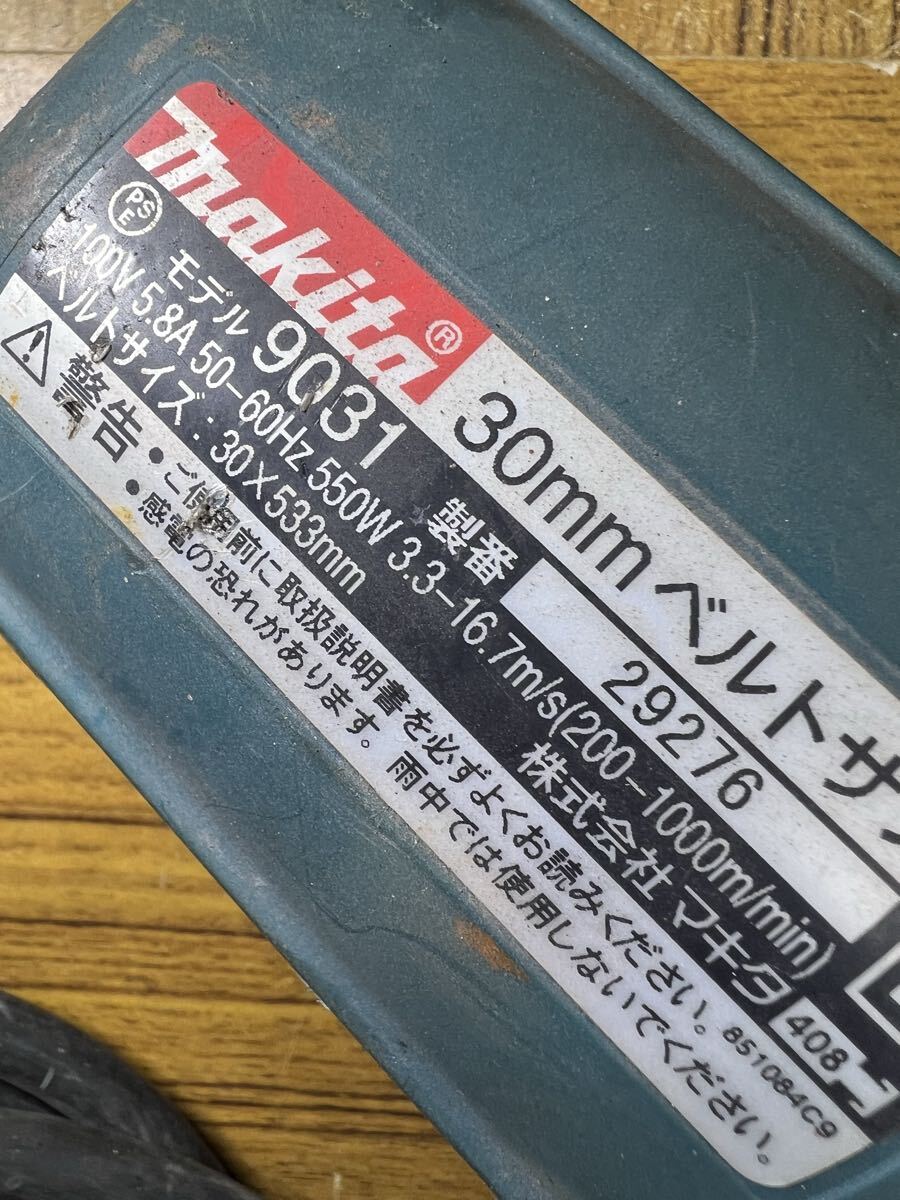 makita®
30mm ベルトサ
PSE
モデル 9031 製番 29276
100V 5.8A 50-60Hz 550W 3.3-16.7m/s(200-1000m/min)
ベルトサイズ：30×533mm 株式会社 マキタ 408
⚠警告・ご使用前に取扱説明書を必ずよくお読みください。 851084C9
・感電の恐れがあります。雨中では使用しないでください。